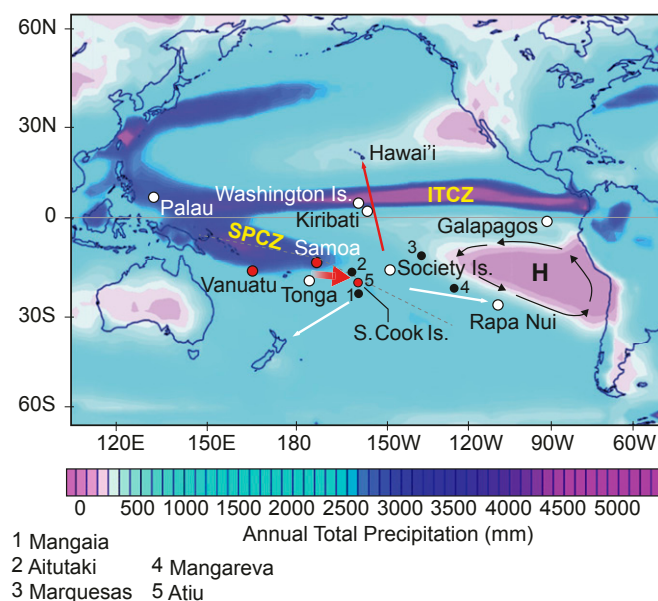 60N
30N
0
30S
60S
Hawai'i
Washington Is.
ITCZ
Palau
Kiribati
Galapagos
SPCZ
Samoa
3
H
2
Society Is.
Vanuatu
5
4
Tonga
1
Rapa Nui
S. Cook Is.
120E 150E 180 150W 120W 90W 60W
0 500 1000 1500 2000 2500 3000 3500 4000 4500 5000
Annual Total Precipitation (mm)
1 Mangaia
2 Aitutaki 4 Mangareva
3 Marquesas 5 Atiu